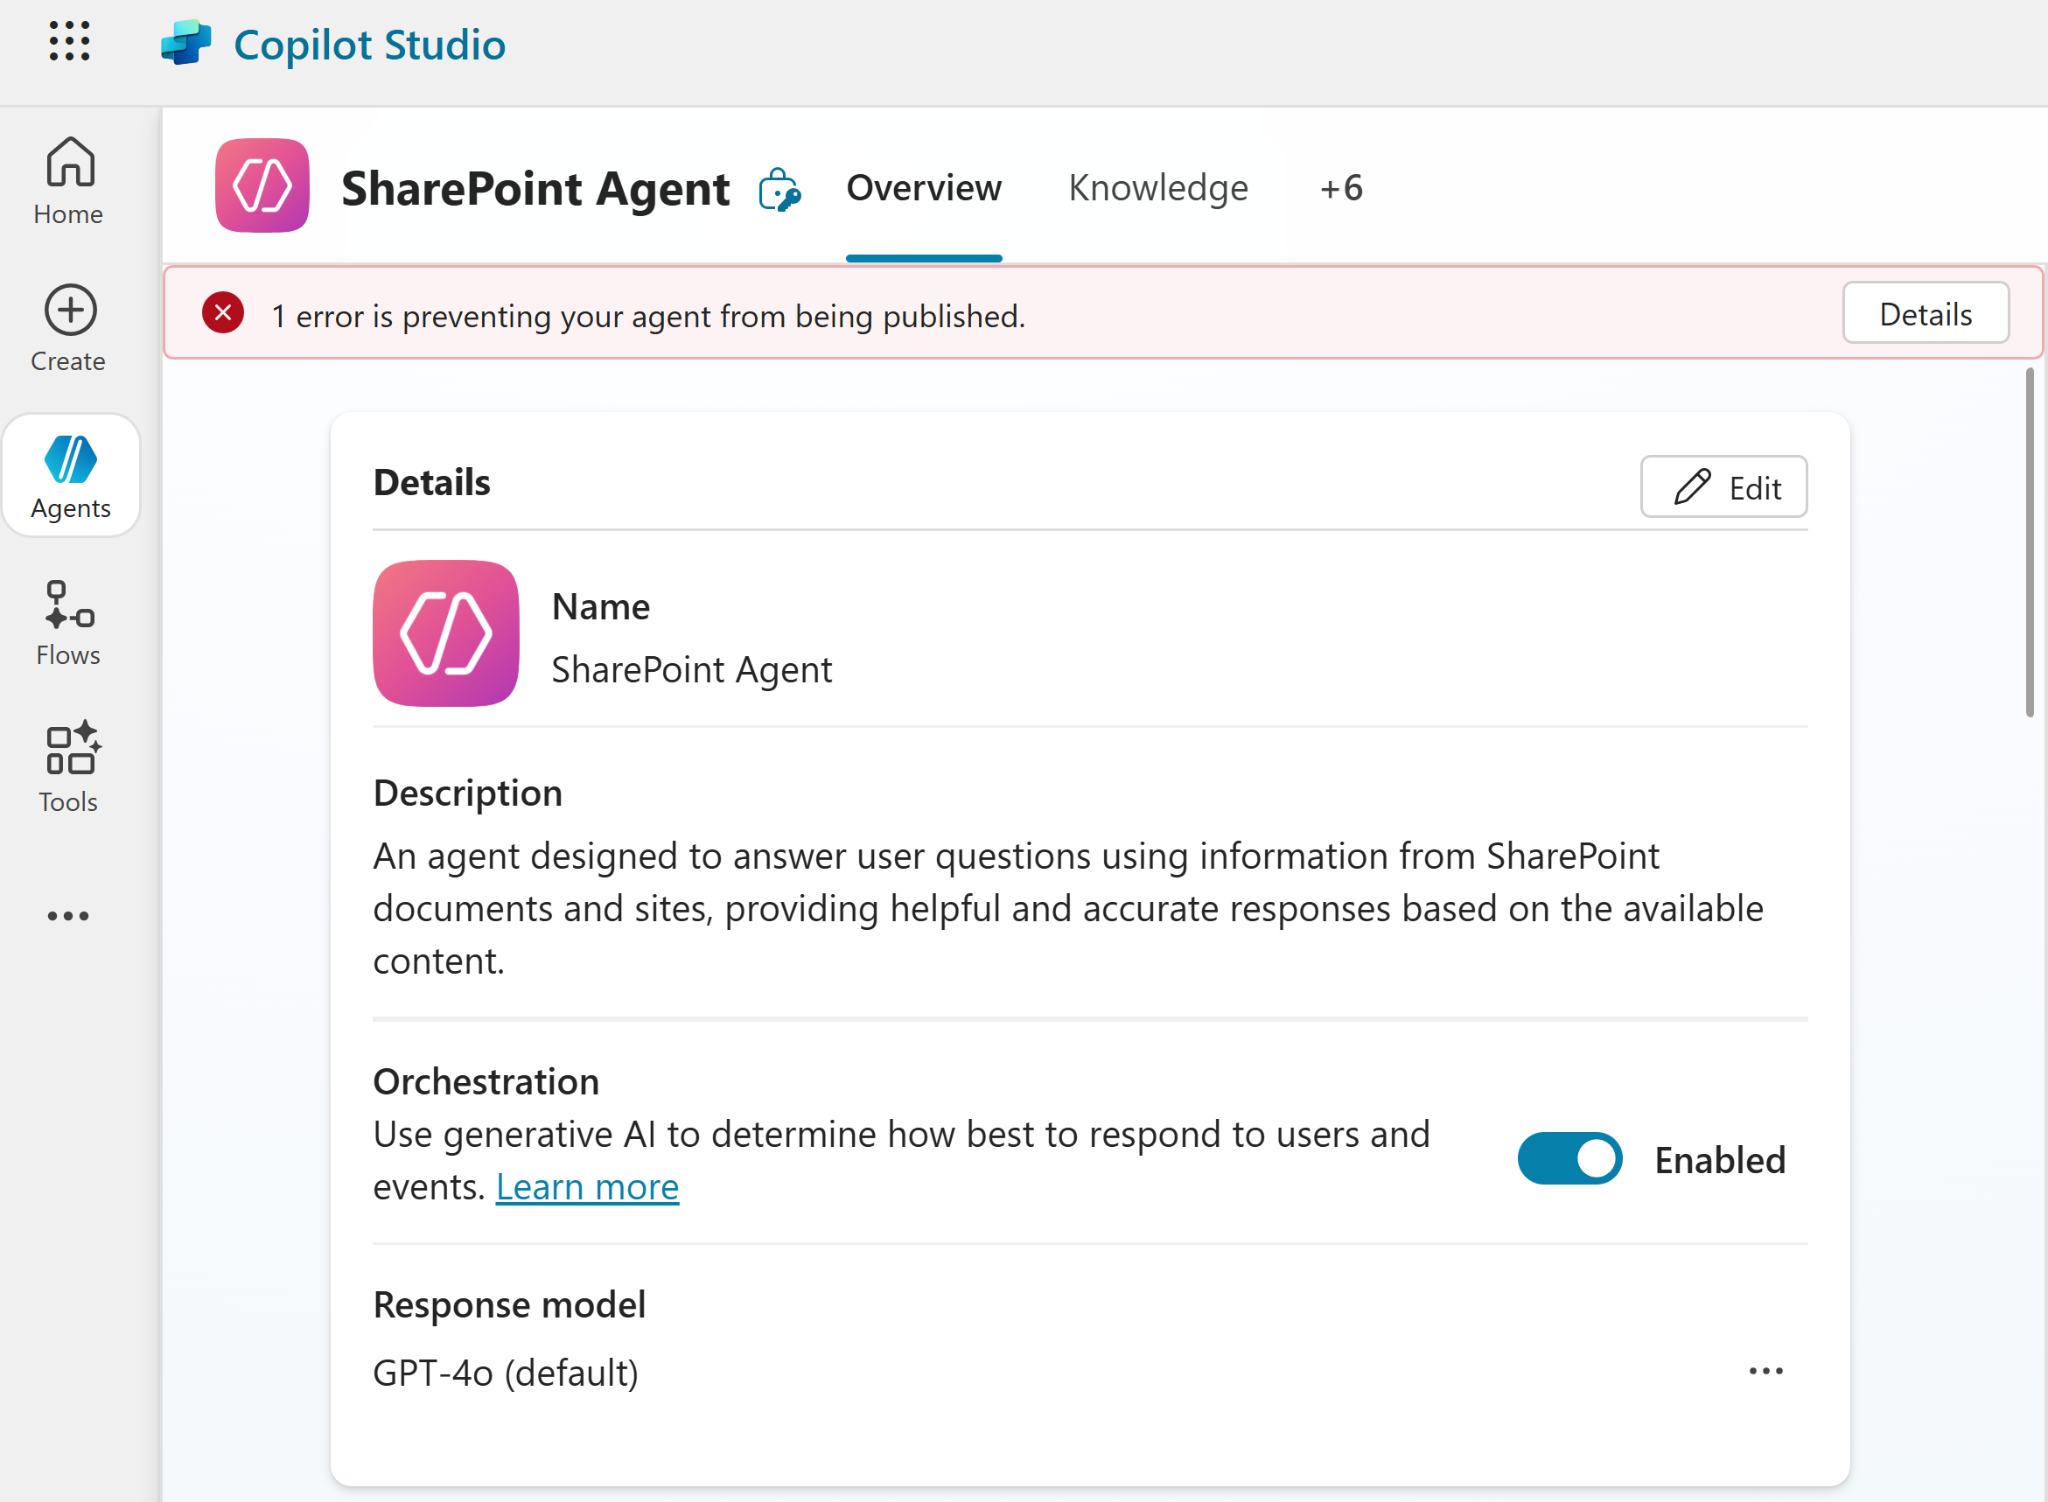 Copilot Studio
Home
Create
Agents
Flows
Tools
SharePoint Agent
Overview
Knowledge
+6
1 error is preventing your agent from being published.
Details
Details
Edit
Name
SharePoint Agent
Description
An agent designed to answer user questions using information from SharePoint
documents and sites, providing helpful and accurate responses based on the available
content.
Orchestration
Use generative AI to determine how best to respond to users and
events. Learn more
Enabled
Response model
GPT-4o (default)